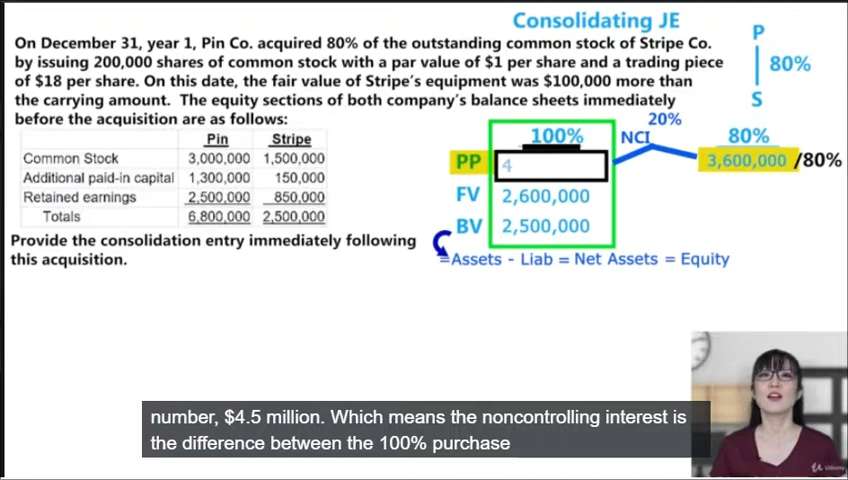 Consolidating JE
On December 31, year 1, Pin Co. acquired 80% of the outstanding common stock of Stripe Co.
by issuing 200,000 shares of common stock with a par value of $1 per share and a trading piece
of $18 per share. On this date, the fair value of Stripe's equipment was $100,000 more than
the carrying amount. The equity sections of both company's balance sheets immediately
before the acquisition are as follows:
P
80%
S
Pin Stripe
Common Stock 3,000,000 1,500,000
Additional paid-in capital 1,300,000 150,000
Retained earnings 2,500,000 850,000
Totals 6,800,000 2,500,000
Provide the consolidation entry immediately following
this acquisition.
20%
100% NCI 80%
PP 4 3,600,000 /80%
FV 2,600,000
BV 2,500,000
=Assets - Liab = Net Assets = Equity
number, $4.5 million. Which means the noncontrolling interest is
the difference between the 100% purchase
Udemy